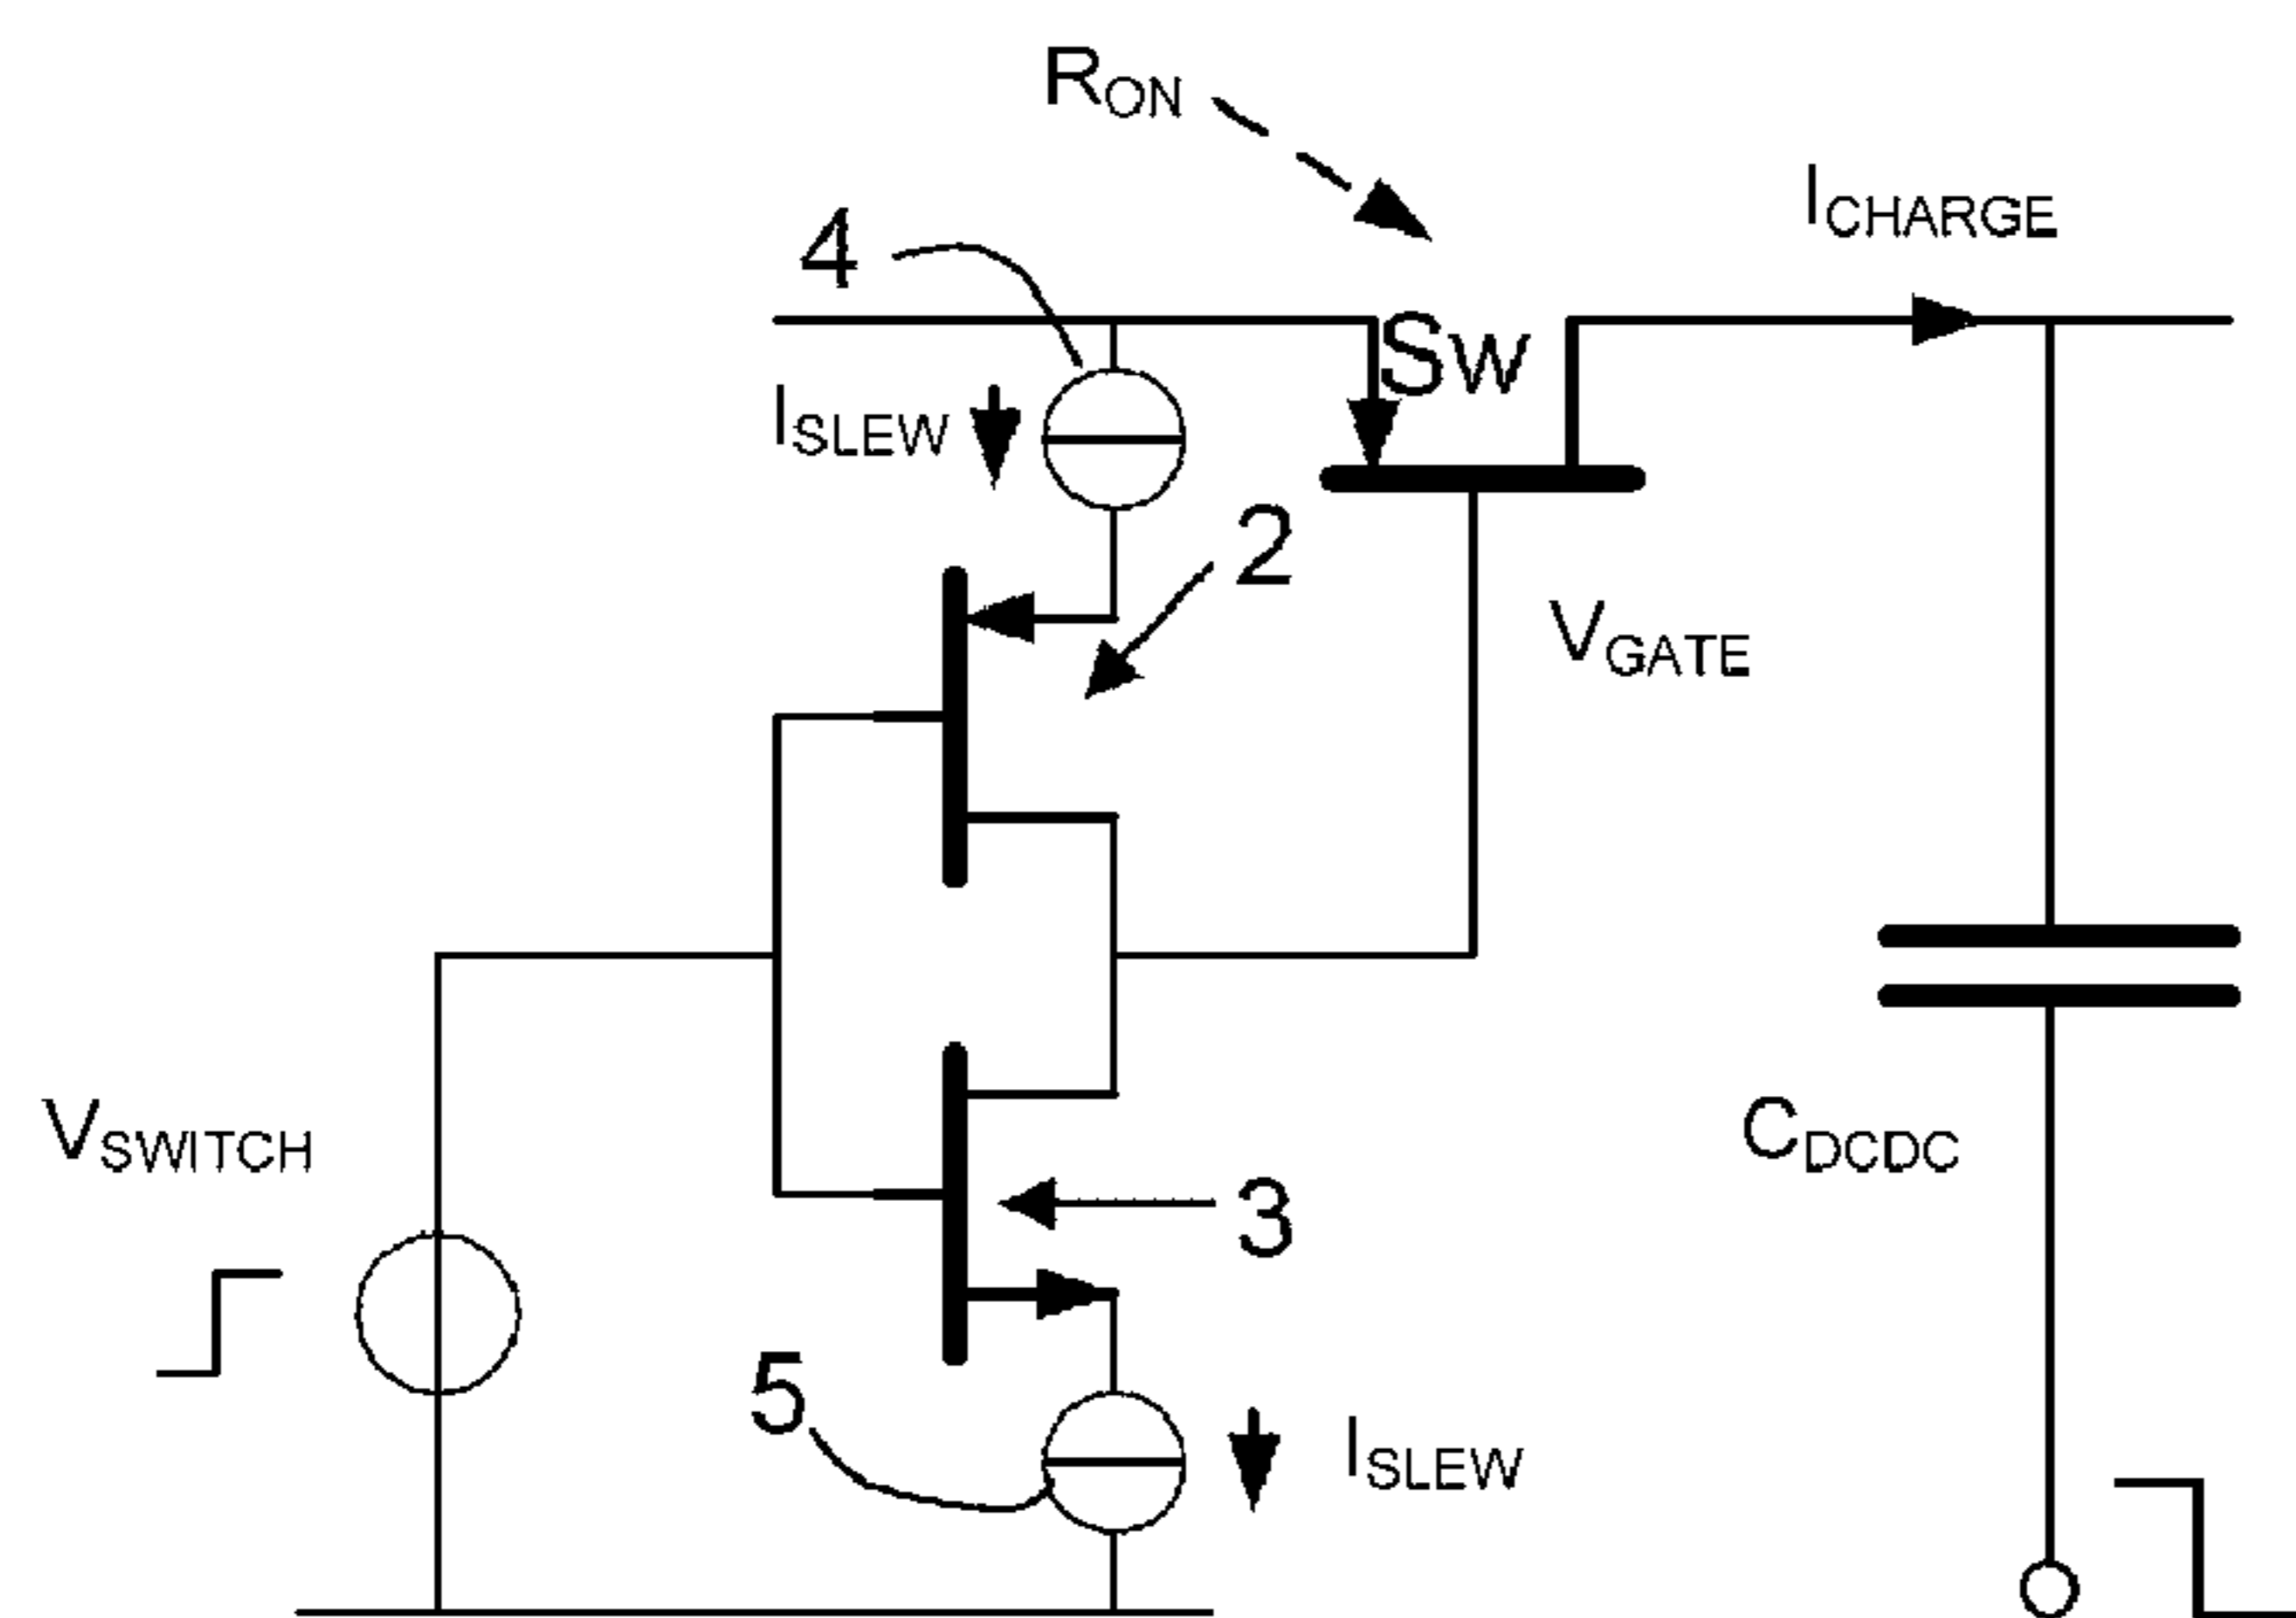 RON
ICHARGE
4
Sw
ISLEW
2
VGATE
VSWITCH
CDCDC
3
5
ISLEW